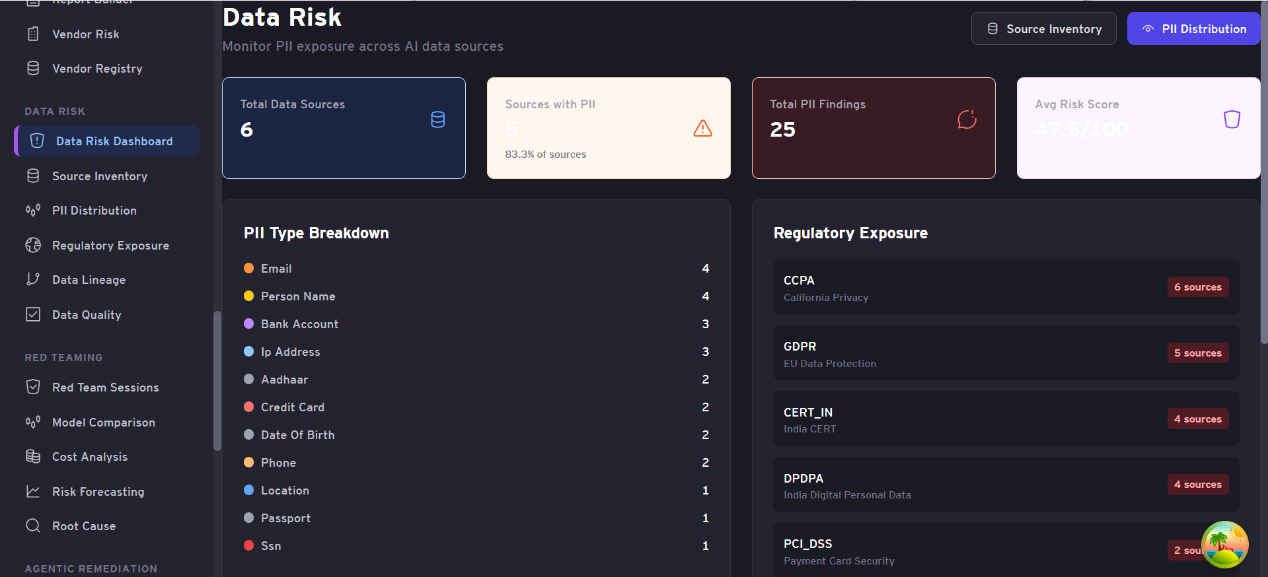 Report Builder
Vendor Risk
Vendor Registry
DATA RISK
Data Risk Dashboard
Source Inventory
PII Distribution
Regulatory Exposure
Data Lineage
Data Quality
RED TEAMING
Red Team Sessions
Model Comparison
Cost Analysis
Risk Forecasting
Root Cause
AGENTIC REMEDIATION
Data Risk
Monitor PII exposure across AI data sources
Source Inventory
PII Distribution
Total Data Sources
6
Sources with PII
5
83.3% of sources
Total PII Findings
25
Avg Risk Score
47.5/100
PII Type Breakdown
Email 4
Person Name 4
Bank Account 3
Ip Address 3
Aadhaar 2
Credit Card 2
Date Of Birth 2
Phone 2
Location 1
Passport 1
Ssn 1
Regulatory Exposure
CCPA
California Privacy
6 sources
GDPR
EU Data Protection
5 sources
CERT_IN
India CERT
4 sources
DPDPA
India Digital Personal Data
4 sources
PCI_DSS
Payment Card Security
2 sou